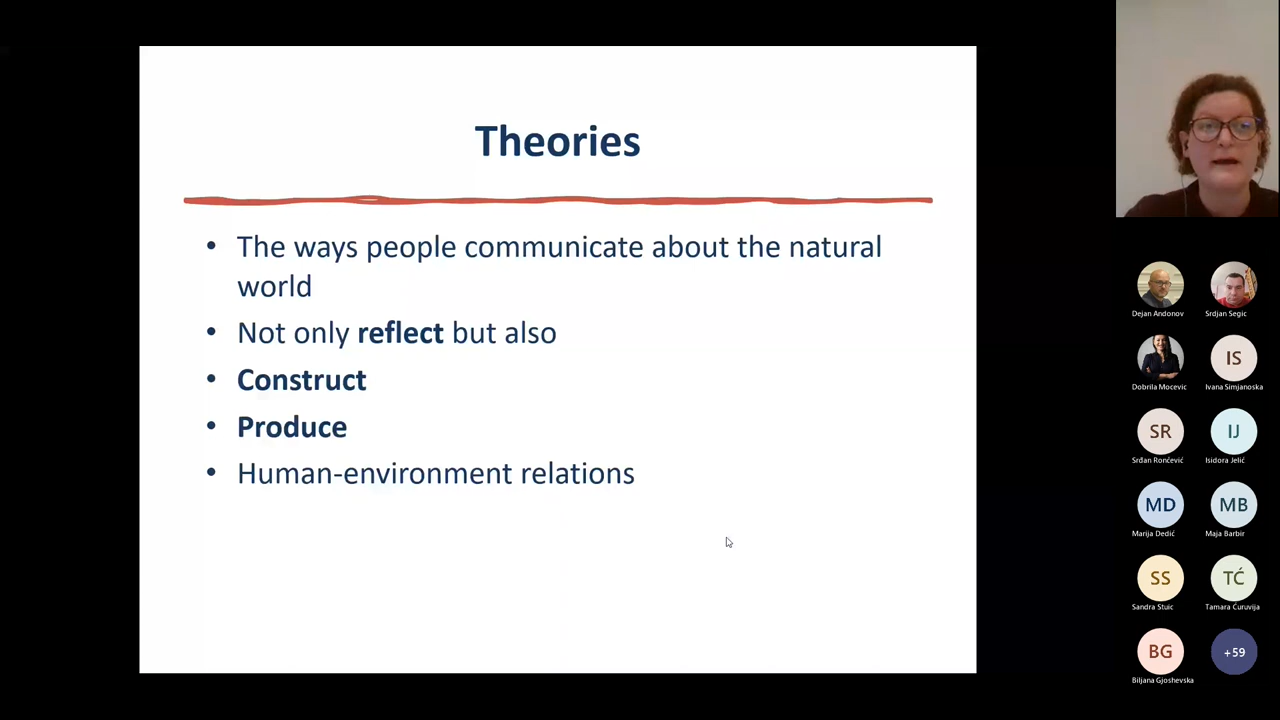 Theories
• The ways people communicate about the natural
world
• Not only reflect but also
• Construct
• Produce
• Human-environment relations
Dejan Andonov
Srdjan Segic
Dobrila Mocevic
IS
Ivana Simjanoska
SR
Srđan Rončević
IJ
Isidora Jelić
MD
Marija Dedić
MB
Maja Barbir
SS
Sandra Stuic
TĆ
Tamara Ćuruvija
BG
Biljana Gjoshevska
+59